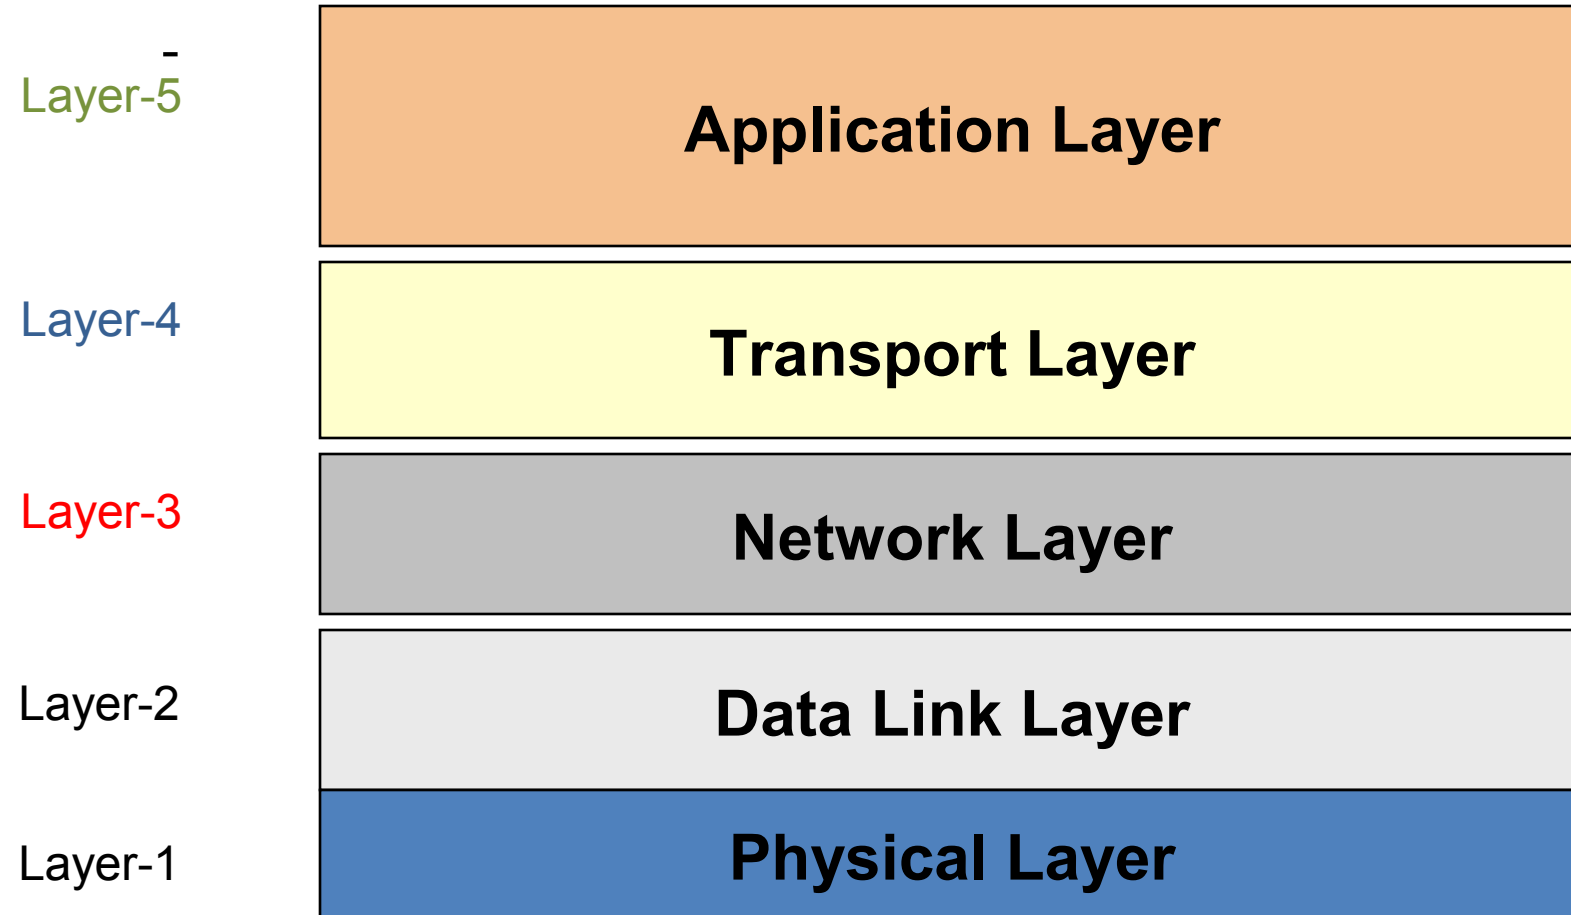 -
Layer-5
Application Layer
Layer-4
Transport Layer
Layer-3
Network Layer
Layer-2
Data Link Layer
Layer-1
Physical Layer